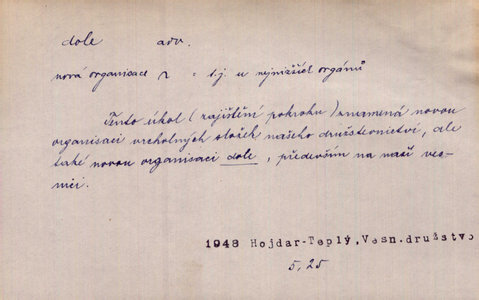 dole adv.
nová organisace ~ = t.j. u nejnižších orgánů
Tento úkol (zajištění pokroku) znamená novou
organisaci vrcholných složek našeho družstevnictví, ale
také novou organisaci dole, především na naší ves-
nici.
1948 Hojdar-Teplý,Vesn.družstvo
5,25